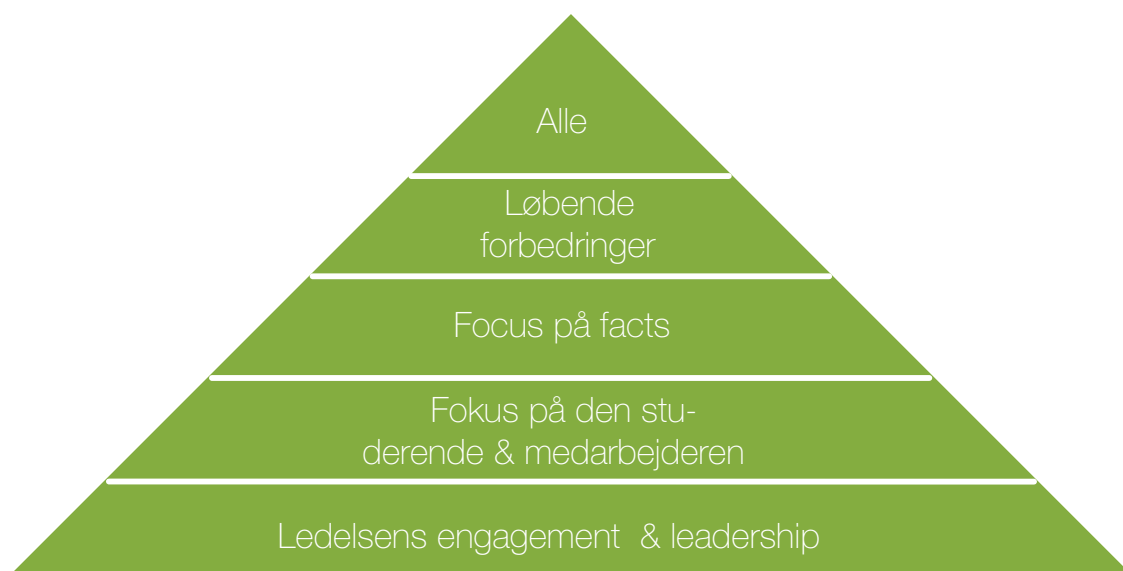 Alle
Løbende
forbedringer
Focus på facts
Fokus på den stu-
derende & medarbejderen
Ledelsens engagement  & leadership